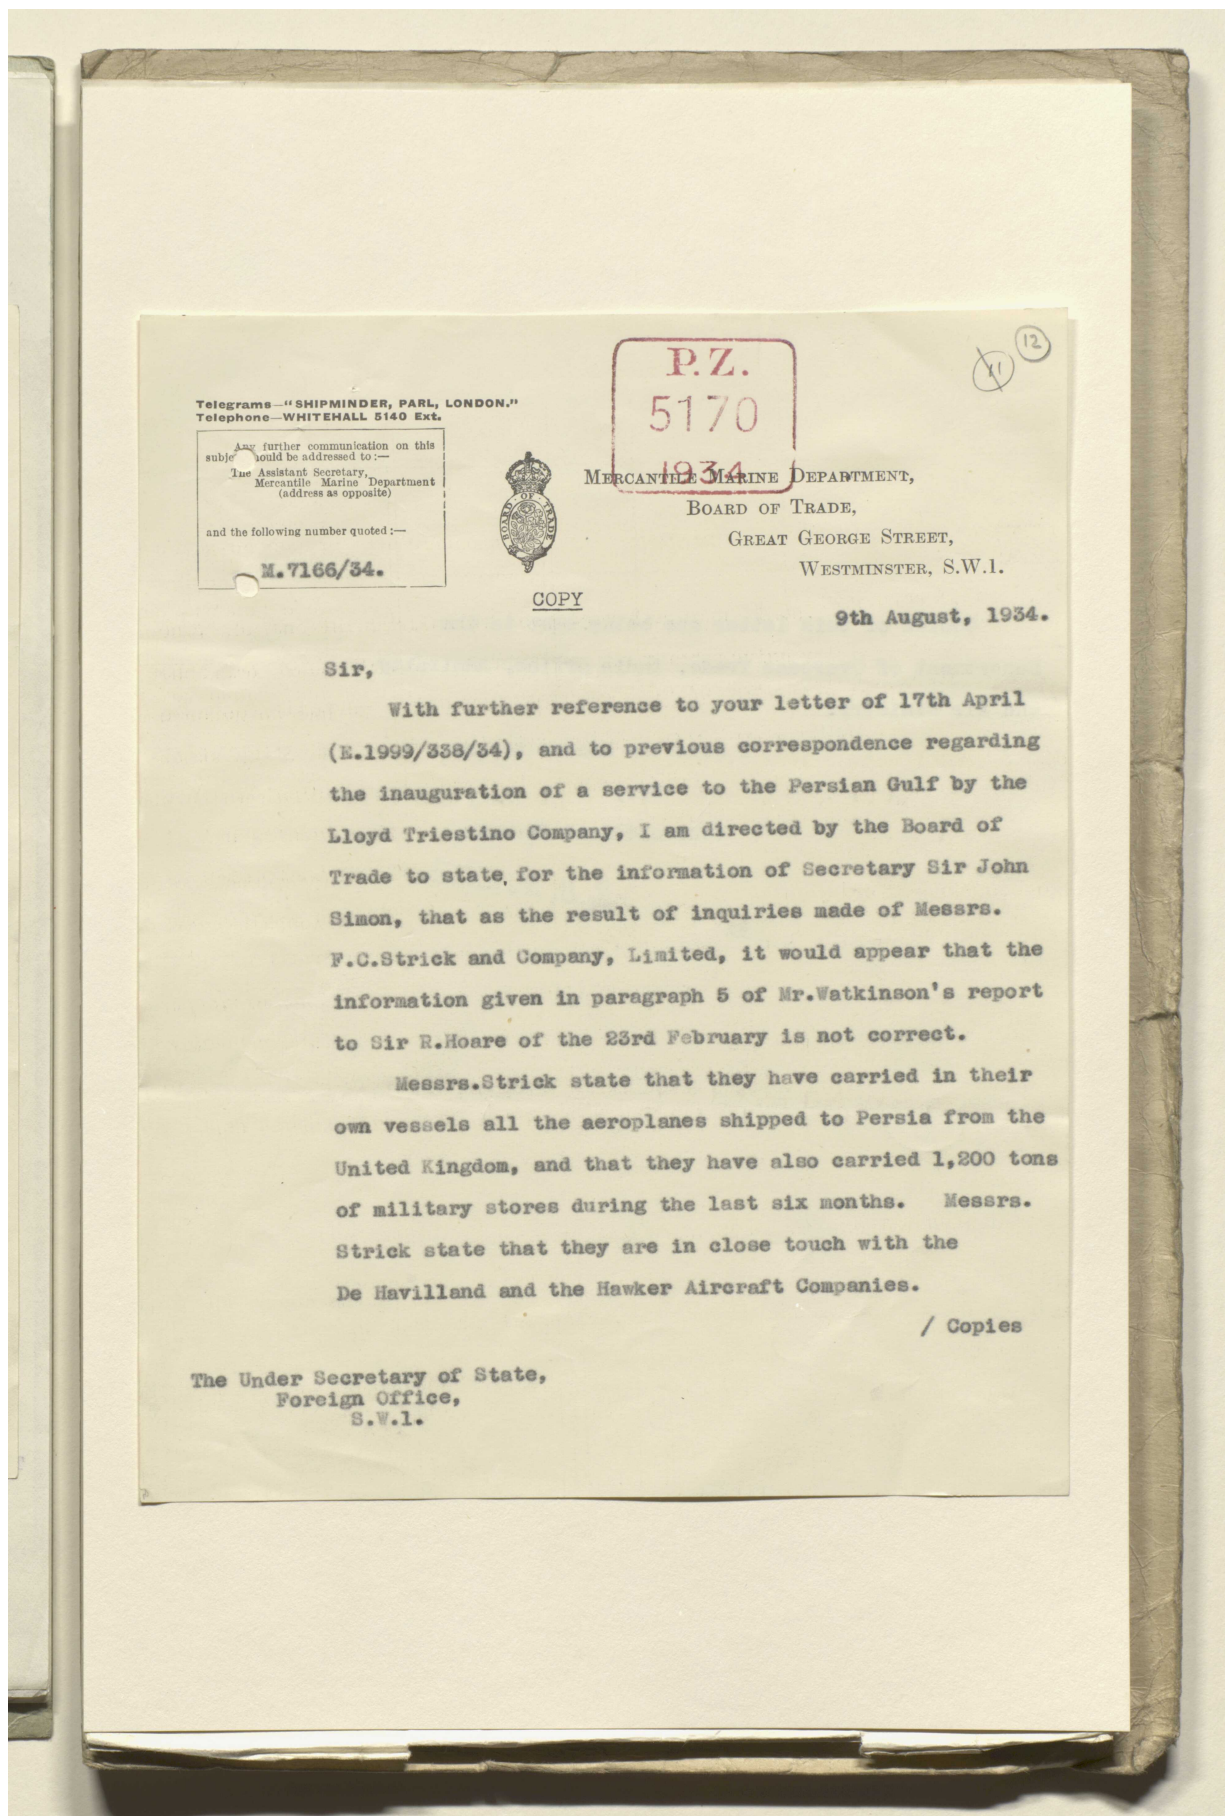 P.Z.
5170
1934
11
12
Telegrams—"SHIPMINDER, PARL, LONDON."
Telephone—WHITEHALL 5140 Ext.
Any further communication on this
should be addressed to:—
The Assistant Secretary,
Mercantile Marine Department
(address as opposite)
and the following number quoted:—
M.7166/34.
BOARD · OF · TRADE
MERCANTILE MARINE DEPARTMENT,
BOARD OF TRADE,
GREAT GEORGE STREET,
WESTMINSTER, S.W.1.
COPY
9th August, 1934.
Sir,
With further reference to your letter of 17th April
(E.1999/338/34), and to previous correspondence regarding
the inauguration of a service to the Persian Gulf by the
Lloyd Triestino Company, I am directed by the Board of
Trade to state, for the information of Secretary Sir John
Simon, that as the result of inquiries made of Messrs.
F.C.Strick and Company, Limited, it would appear that the
information given in paragraph 5 of Mr.Watkinson's report
to Sir R.Hoare of the 23rd February is not correct.
Messrs.Strick state that they have carried in their
own vessels all the aeroplanes shipped to Persia from the
United Kingdom, and that they have also carried 1,200 tons
of military stores during the last six months. Messrs.
Strick state that they are in close touch with the
De Havilland and the Hawker Aircraft Companies.
/ Copies
The Under Secretary of State,
Foreign Office,
S.W.1.